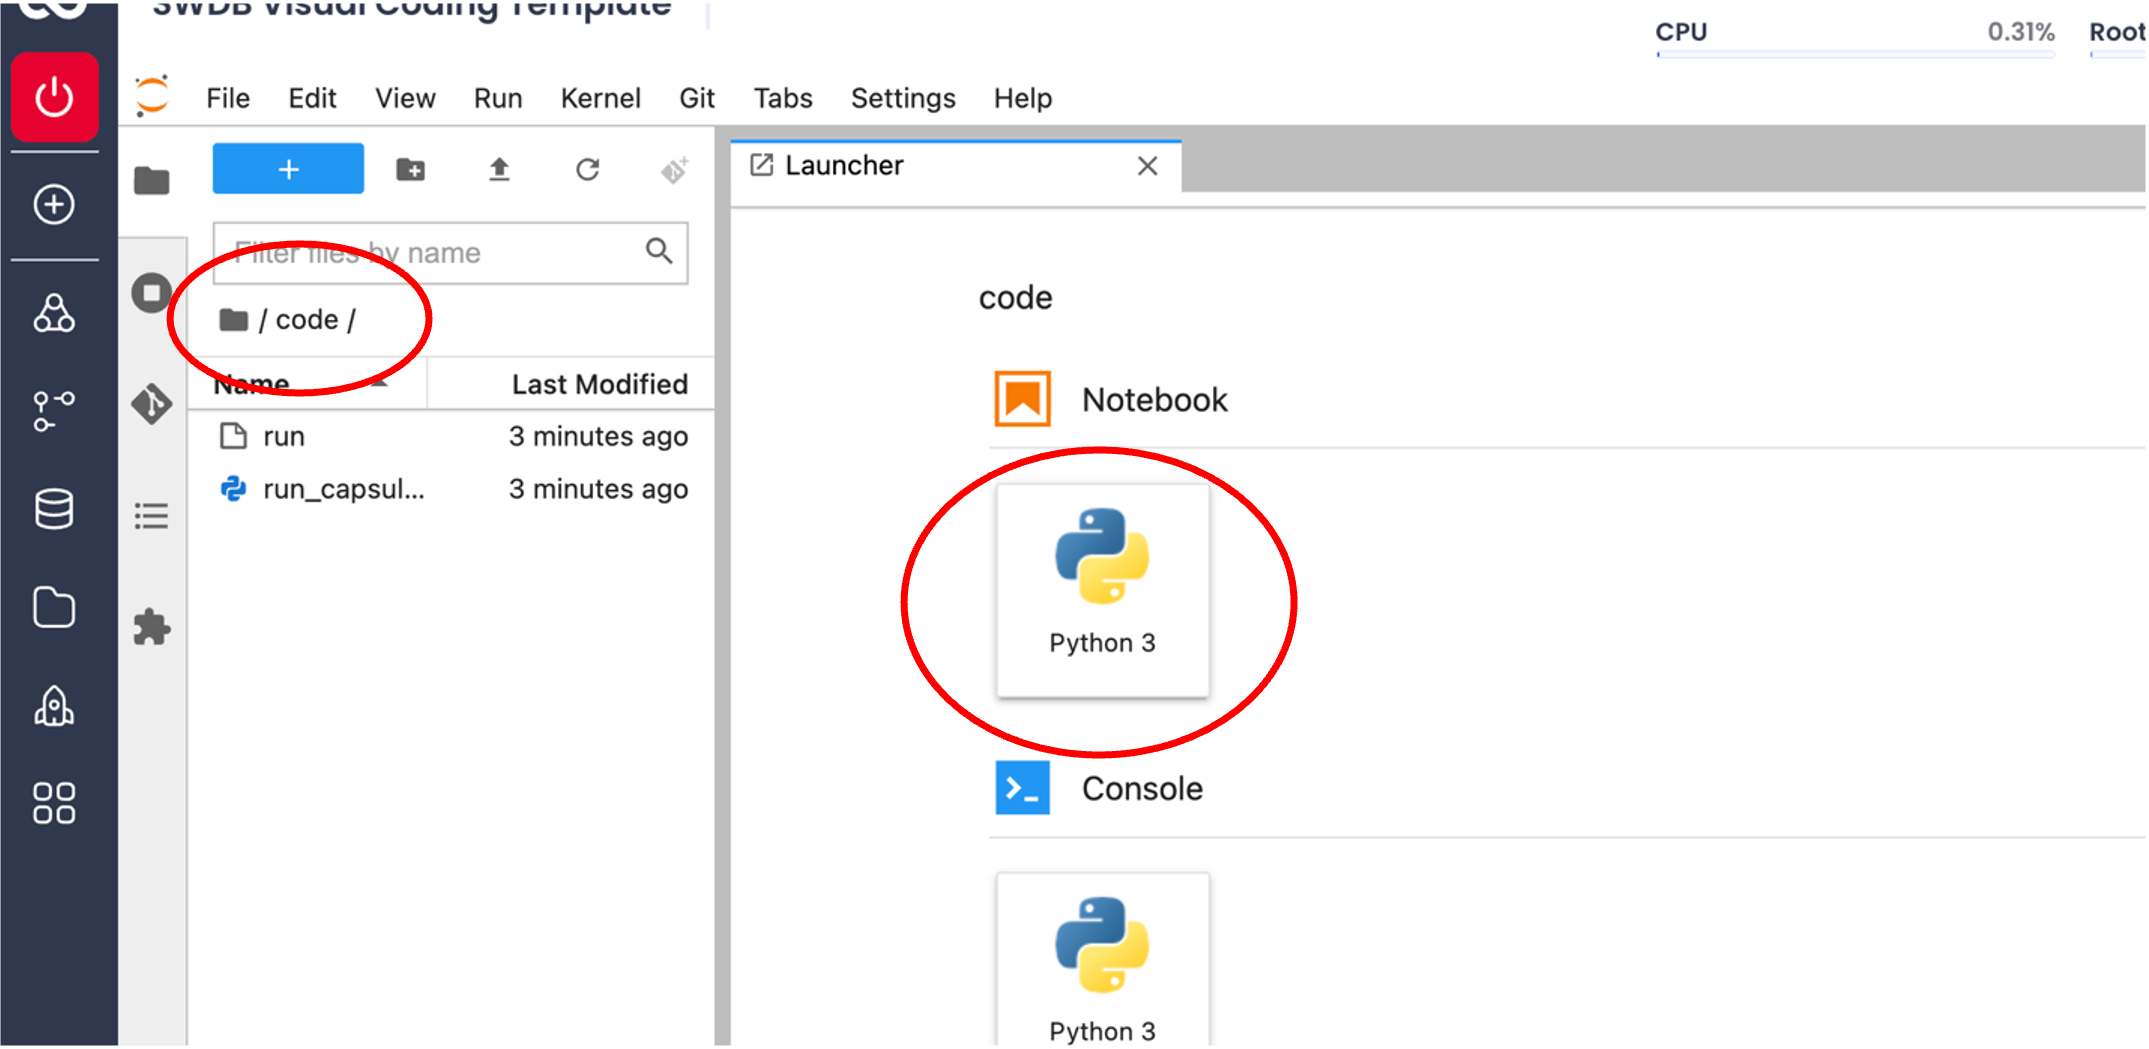 SWDB Visual Coding Template
CPU 0.31% Root
File Edit View Run Kernel Git Tabs Settings Help
+
Launcher
Filter files by name
/ code /
Name Last Modified
run 3 minutes ago
run_capsul... 3 minutes ago
code
Notebook
Python 3
Console
Python 3